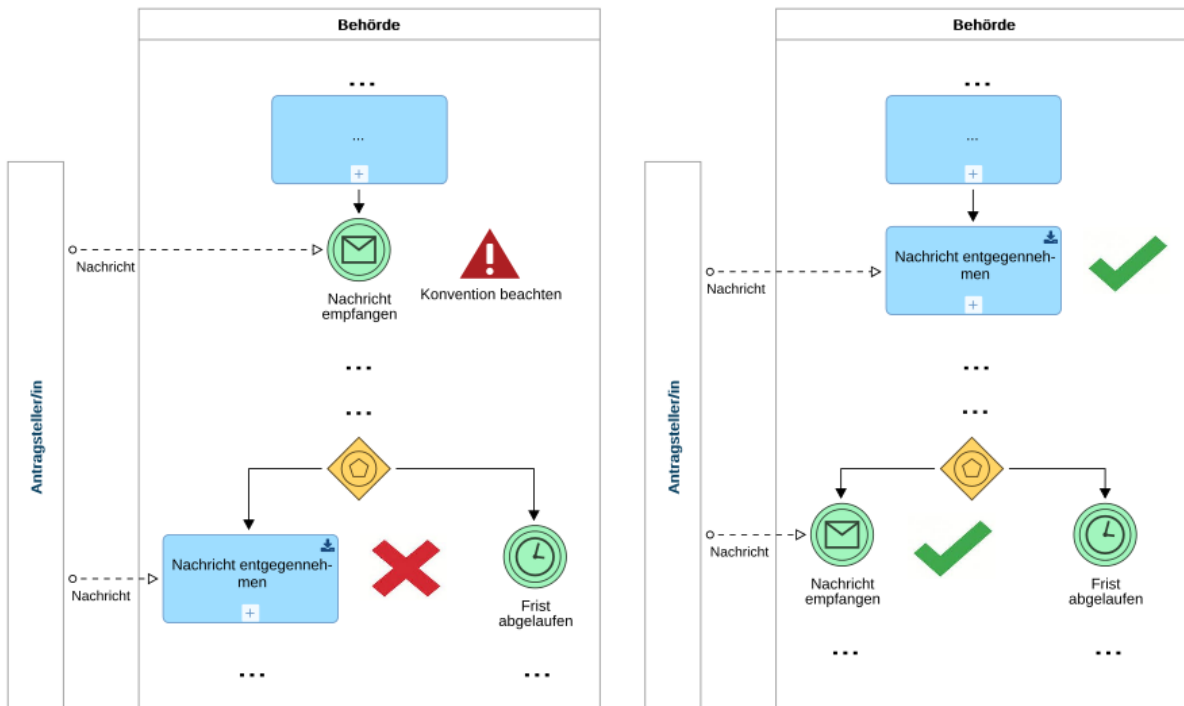 Behörde
...
...
Nachricht
Nachricht
empfangen
Konvention beachten
...
...
Antragsteller/in
Nachricht entgegenneh-
men
Nachricht
Frist
abgelaufen
...
...
Behörde
...
...
Nachricht entgegenneh-
men
Nachricht
...
...
Antragsteller/in
Nachricht
Nachricht
empfangen
Frist
abgelaufen
...
...